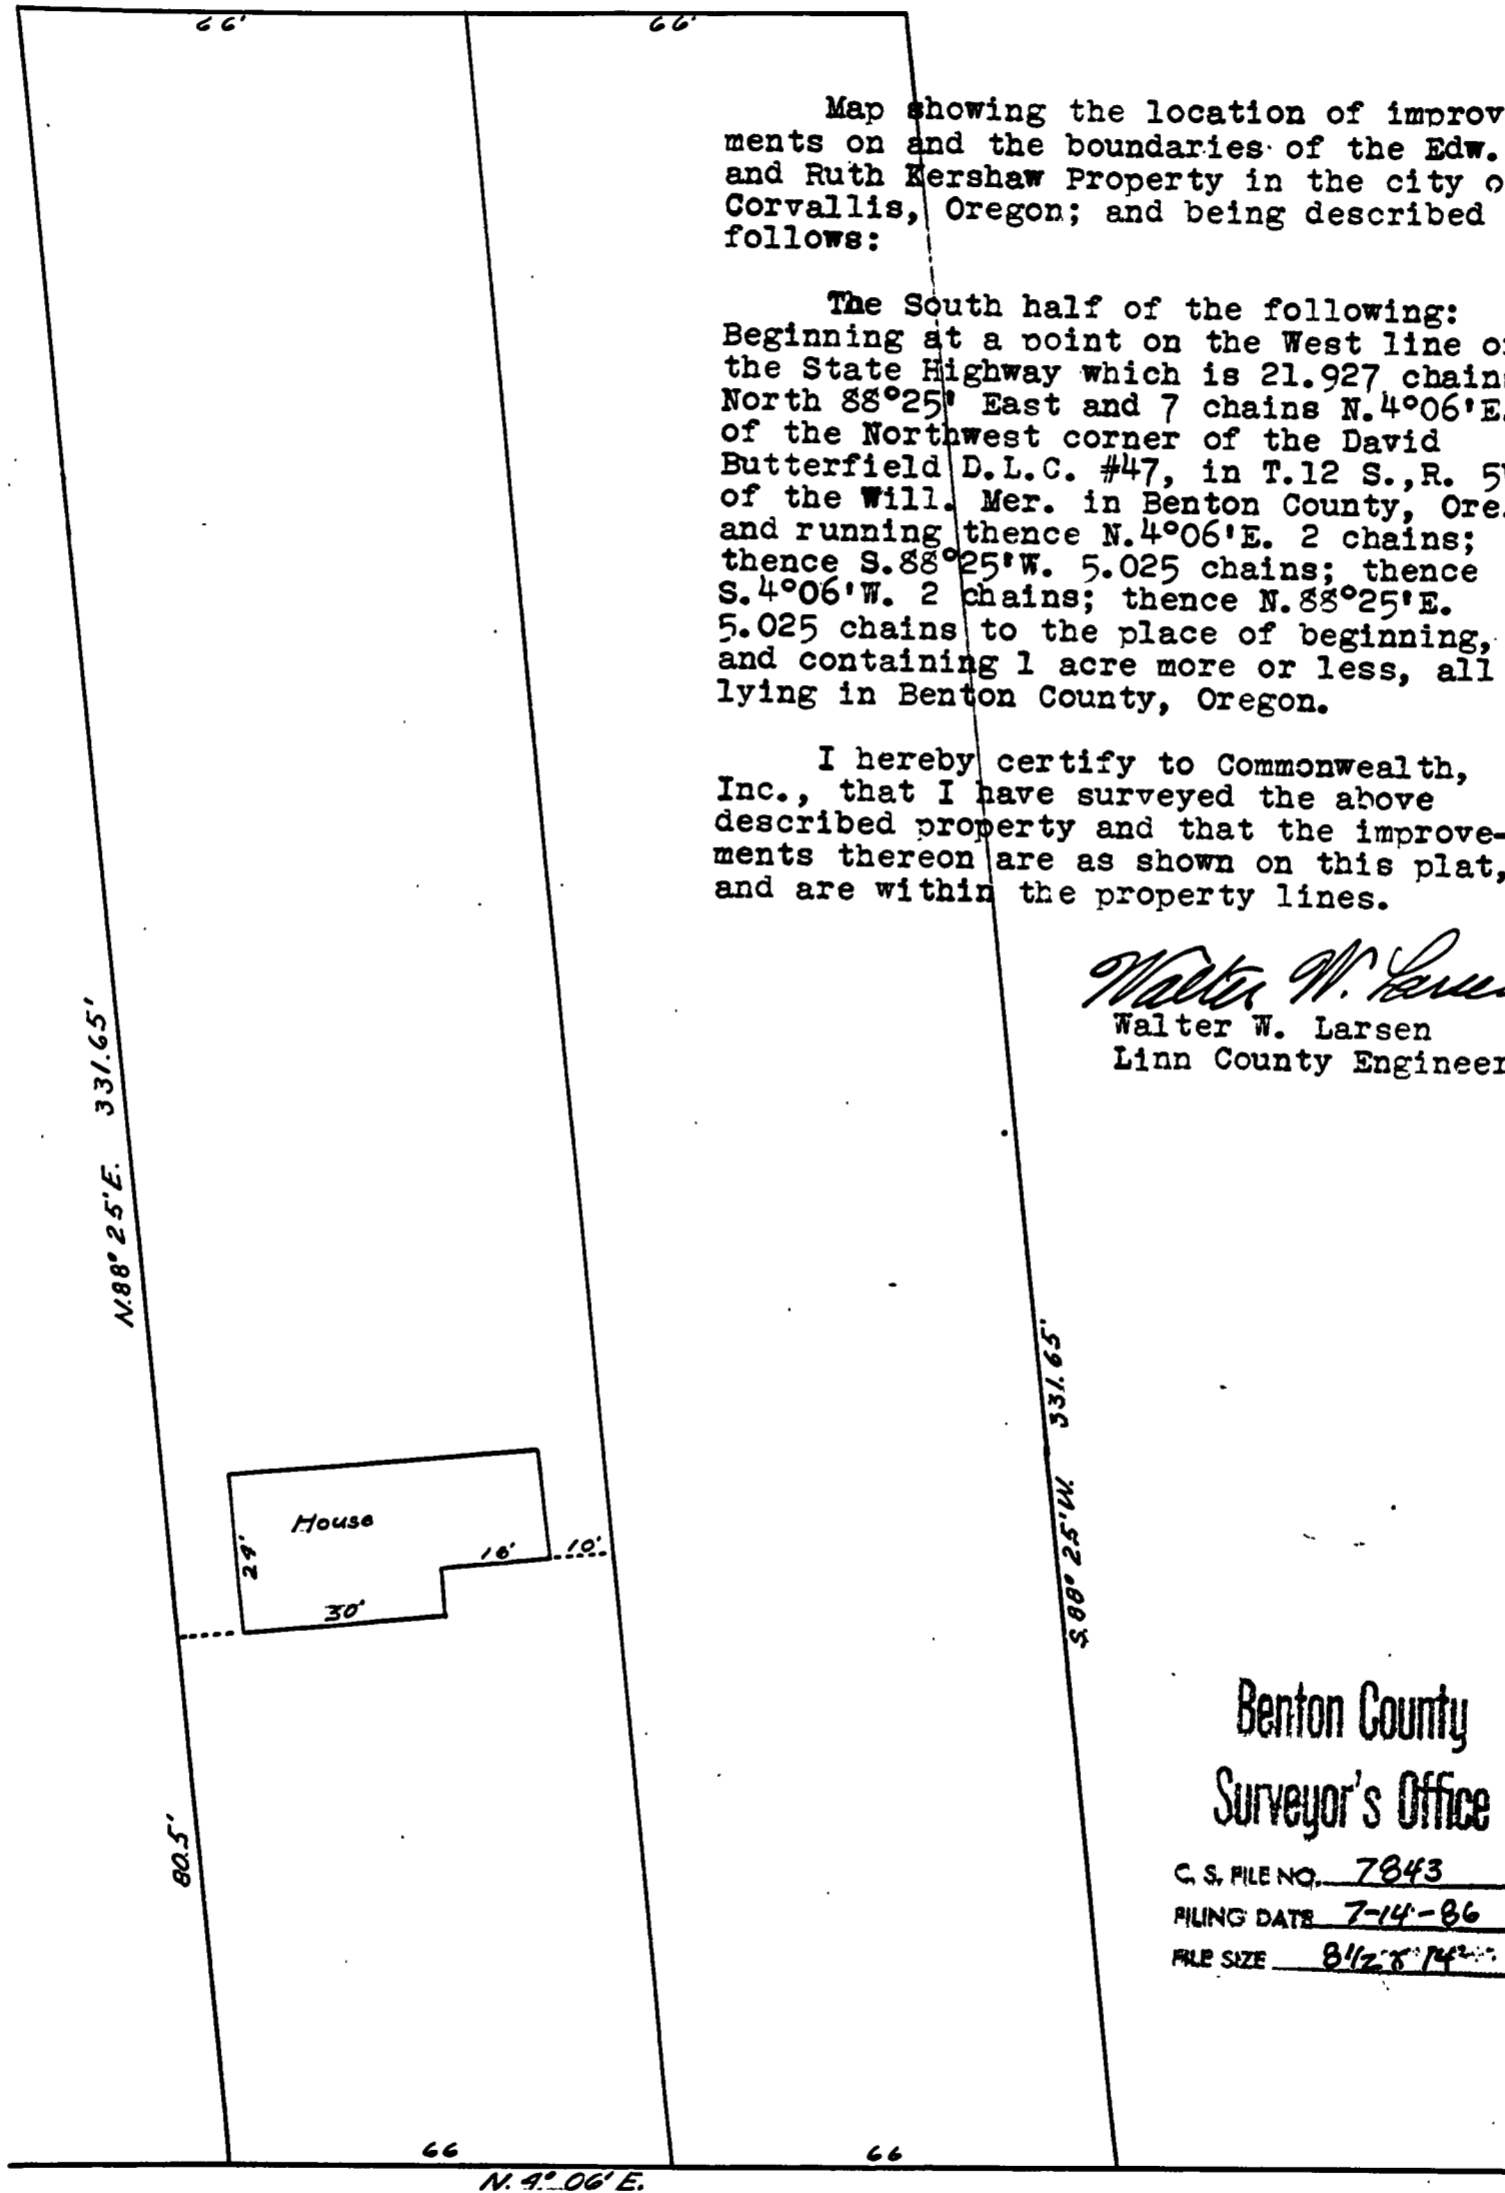 66'
66'
Map showing the location of improv
ments on and the boundaries of the Edw.
and Ruth Kershaw Property in the city o
Corvallis, Oregon; and being described
follows:
The South half of the following:
Beginning at a point on the West line of
the State Highway which is 21.927 chain
North 88°25' East and 7 chains N.4°06'E.
of the Northwest corner of the David
Butterfield D.L.C. #47, in T.12 S.,R. 5W
of the Will. Mer. in Benton County, Ore.
and running thence N.4°06'E. 2 chains;
thence S.88°25'W. 5.025 chains; thence
S.4°06'W. 2 chains; thence N.88°25'E.
5.025 chains to the place of beginning,
and containing 1 acre more or less, all
lying in Benton County, Oregon.
I hereby certify to Commonwealth,
Inc., that I have surveyed the above
described property and that the improve-
ments thereon are as shown on this plat,
and are within the property lines.
Walter W. Larsen
Walter W. Larsen
Linn County Engineer
N.88° 25'E. 331.65'
S.88° 25'W. 331.65'
House
24'
16'
10'
30'
80.5'
Benton County
Surveyor's Office
C. S. FILE NO. 7843
FILING DATE 7-14-86
FILE SIZE 8 1/2 x 14
66
66
N. 4° 06' E.